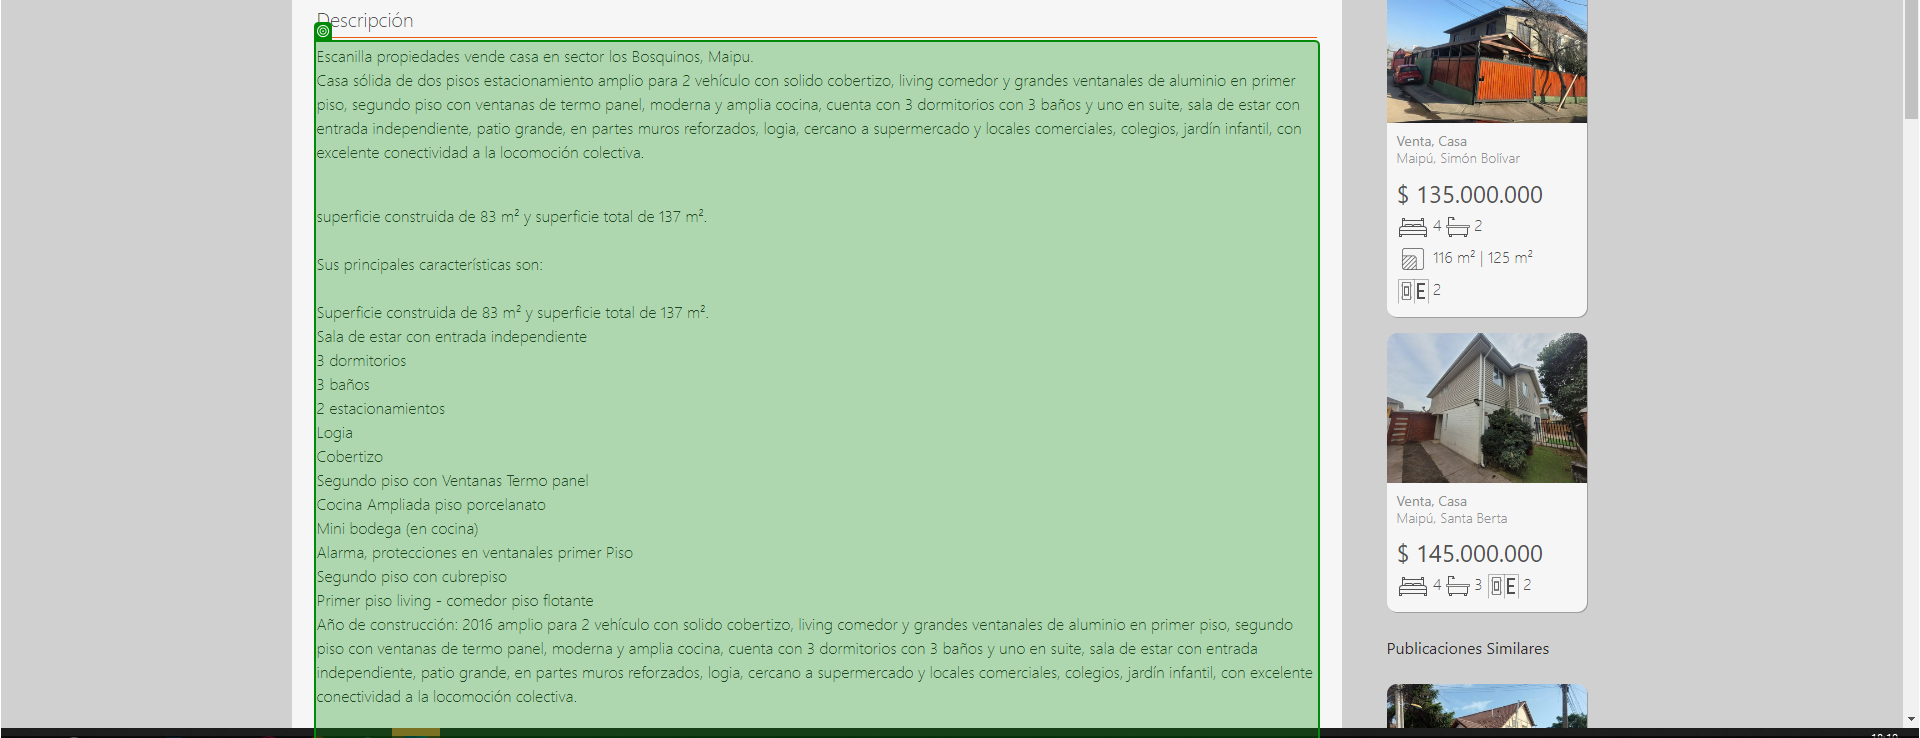 Descripción
Escanilla propiedades vende casa en sector los Bosquinos, Maipu.
Casa sólida de dos pisos estacionamiento amplio para 2 vehículo con solido cobertizo, living comedor y grandes ventanales de aluminio en primer
piso, segundo piso con ventanas de termo panel, moderna y amplia cocina, cuenta con 3 dormitorios con 3 baños y uno en suite, sala de estar con
entrada independiente, patio grande, en partes muros reforzados, logia, cercano a supermercado y locales comerciales, colegios, jardín infantil, con
excelente conectividad a la locomoción colectiva.
superficie construida de 83 m² y superficie total de 137 m².
Sus principales características son:
Superficie construida de 83 m² y superficie total de 137 m².
Sala de estar con entrada independiente
3 dormitorios
3 baños
2 estacionamientos
Logia
Cobertizo
Segundo piso con Ventanas Termo panel
Cocina Ampliada piso porcelanato
Mini bodega (en cocina)
Alarma, protecciones en ventanales primer Piso
Segundo piso con cubrepiso
Primer piso living - comedor piso flotante
Año de construcción: 2016 amplio para 2 vehículo con solido cobertizo, living comedor y grandes ventanales de aluminio en primer piso, segundo
piso con ventanas de termo panel, moderna y amplia cocina, cuenta con 3 dormitorios con 3 baños y uno en suite, sala de estar con entrada
independiente, patio grande, en partes muros reforzados, logia, cercano a supermercado y locales comerciales, colegios, jardín infantil, con excelente
conectividad a la locomoción colectiva.
Venta, Casa
Maipú, Simón Bolívar
$ 135.000.000
4 2
116 m² | 125 m²
E 2
Venta, Casa
Maipú, Santa Berta
$ 145.000.000
4 3 E 2
Publicaciones Similares